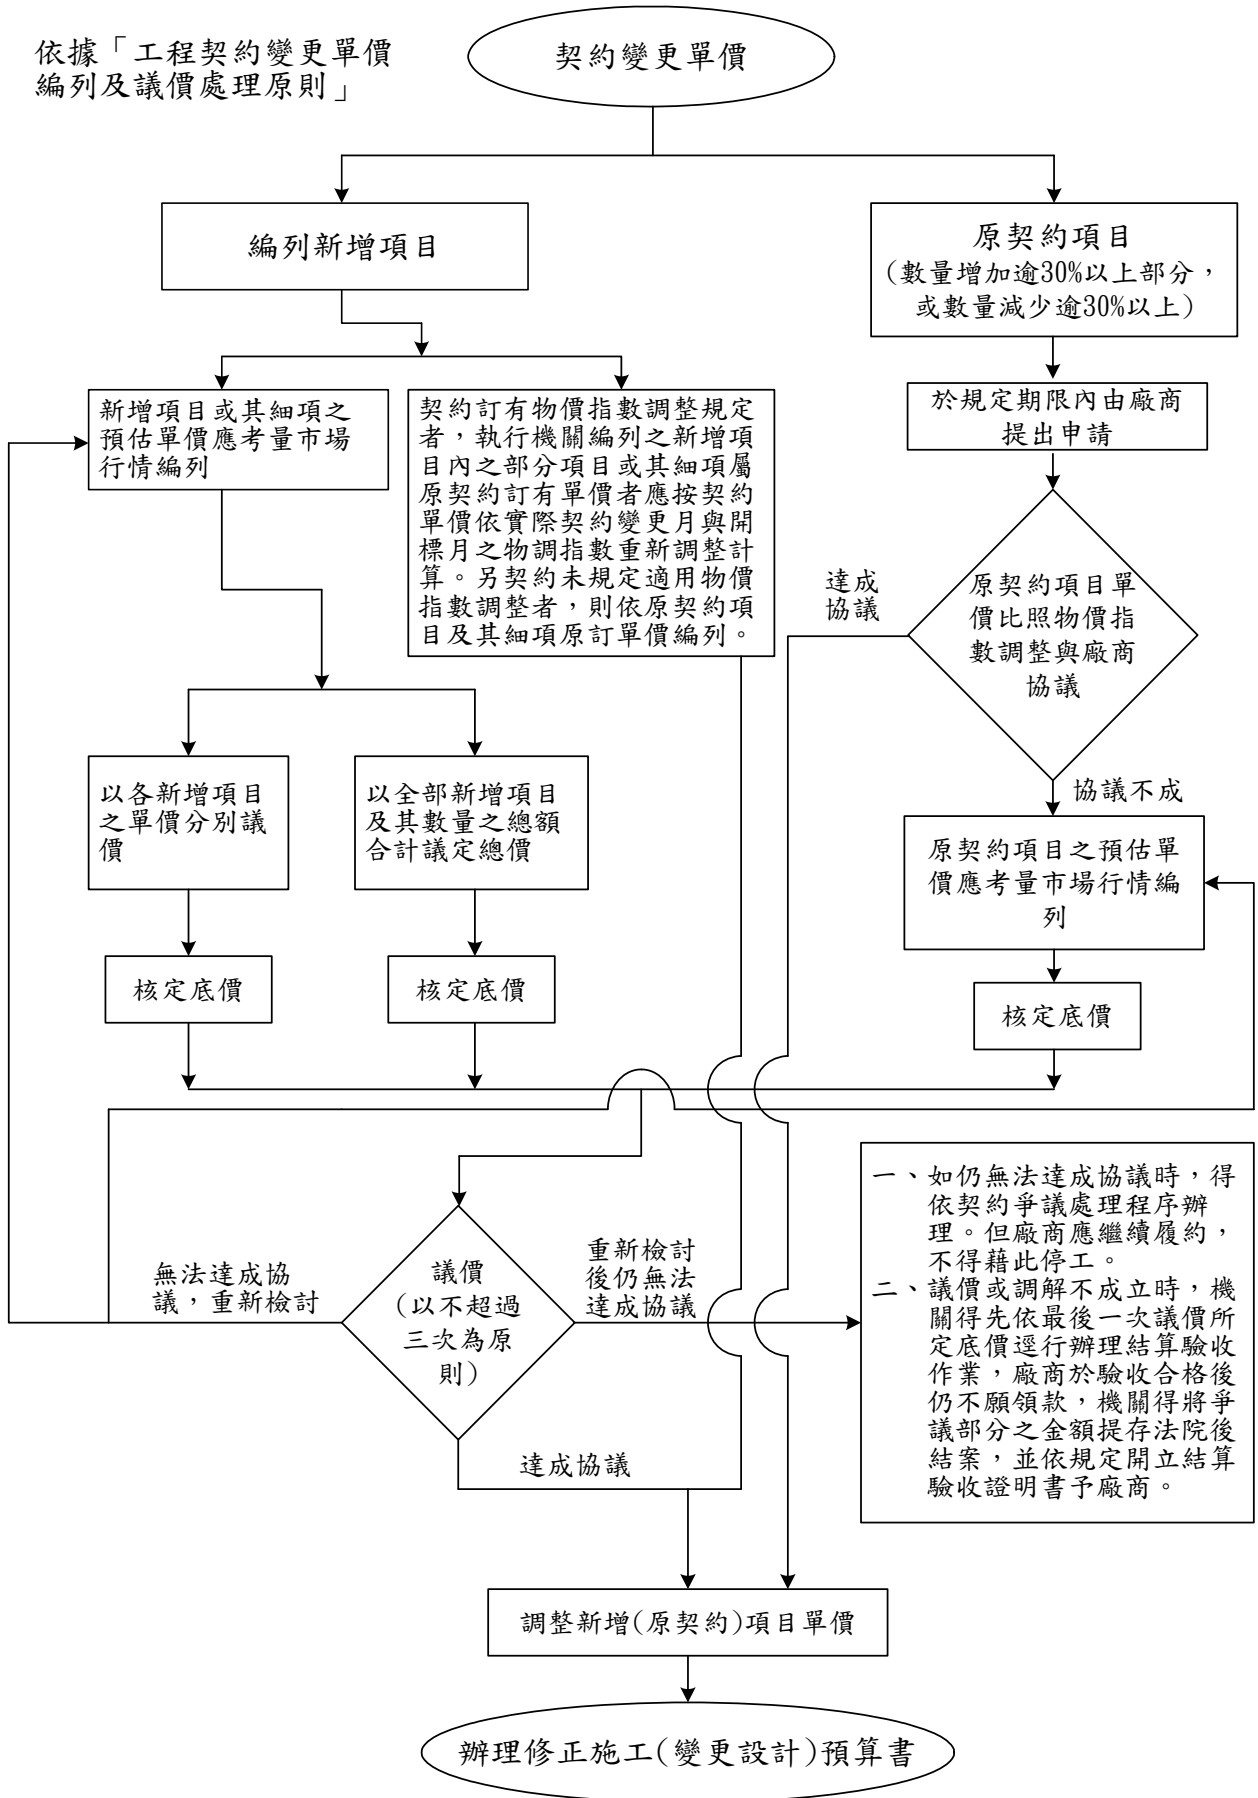 依據「工程契約變更單價
編列及議價處理原則」
契約變更單價
編列新增項目
原契約項目
(數量增加逾30%以上部分，
或數量減少逾30%以上)
新增項目或其細項之
預估單價應考量市場
行情編列
契約訂有物價指數調整規定
者，執行機關編列之新增項
目內之部分項目或其細項屬
原契約訂有單價者應按契約
單價依實際契約變更月與開
標月之物調指數重新調整計
算。另契約未規定適用物價
指數調整者，則依原契約項
目及其細項原訂單價編列。
於規定期限內由廠商
提出申請
達成
協議
原契約項目單
價比照物價指
數調整與廠商
協議
協議不成
以各新增項目
之單價分別議
價
以全部新增項目
及其數量之總額
合計議定總價
原契約項目之預估單
價應考量市場行情編
列
核定底價
核定底價
核定底價
無法達成協
議，重新檢討
議價
(以不超過
三次為原
則)
重新檢討
後仍無法
達成協議
一、如仍無法達成協議時，得
依契約爭議處理程序辦
理。但廠商應繼續履約，
不得藉此停工。
二、議價或調解不成立時，機
關得先依最後一次議價所
定底價逕行辦理結算驗收
作業，廠商於驗收合格後
仍不願領款，機關得將爭
議部分之金額提存法院後
結案，並依規定開立結算
驗收證明書予廠商。
達成協議
調整新增(原契約)項目單價
辦理修正施工(變更設計)預算書